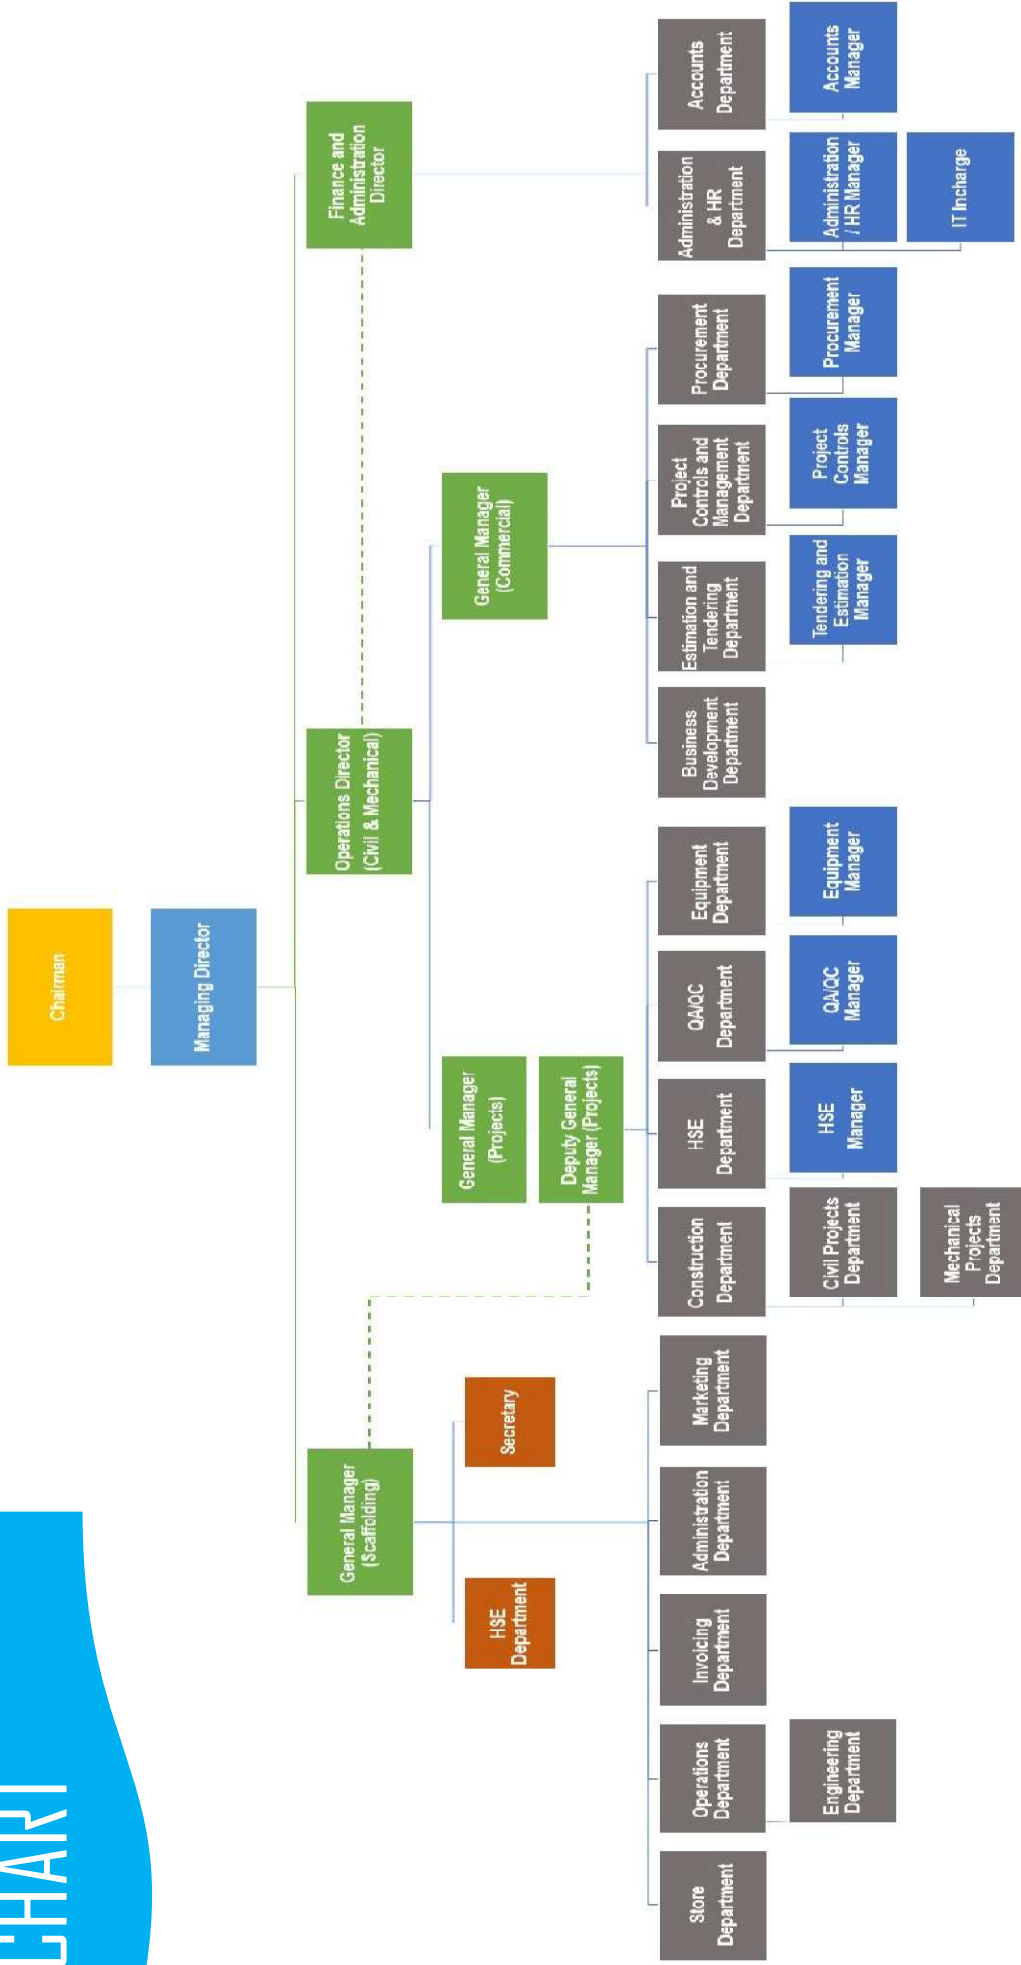 CHART
Chairman
Managing Director
General Manager
(Scaffolding)
Operations Director
(Civil & Mechanical)
Finance and
Administration
Director
HSE
Department
Secretary
General Manager
(Projects)
Deputy General
Manager (Projects)
General Manager
(Commercial)
Store
Department
Operations
Department
Invoicing
Department
Administration
Department
Marketing
Department
Construction
Department
HSE
Department
QA/QC
Department
Equipment
Department
Business
Development
Department
Estimation and
Tendering
Department
Project
Controls and
Management
Department
Procurement
Department
Administration
& HR
Department
Accounts
Department
Engineering
Department
Civil Projects
Department
HSE
Manager
QA/QC
Manager
Equipment
Manager
Tendering and
Estimation
Manager
Project
Controls
Manager
Procurement
Manager
Administration
/ HR Manager
Accounts
Manager
Mechanical
Projects
Department
IT Incharge